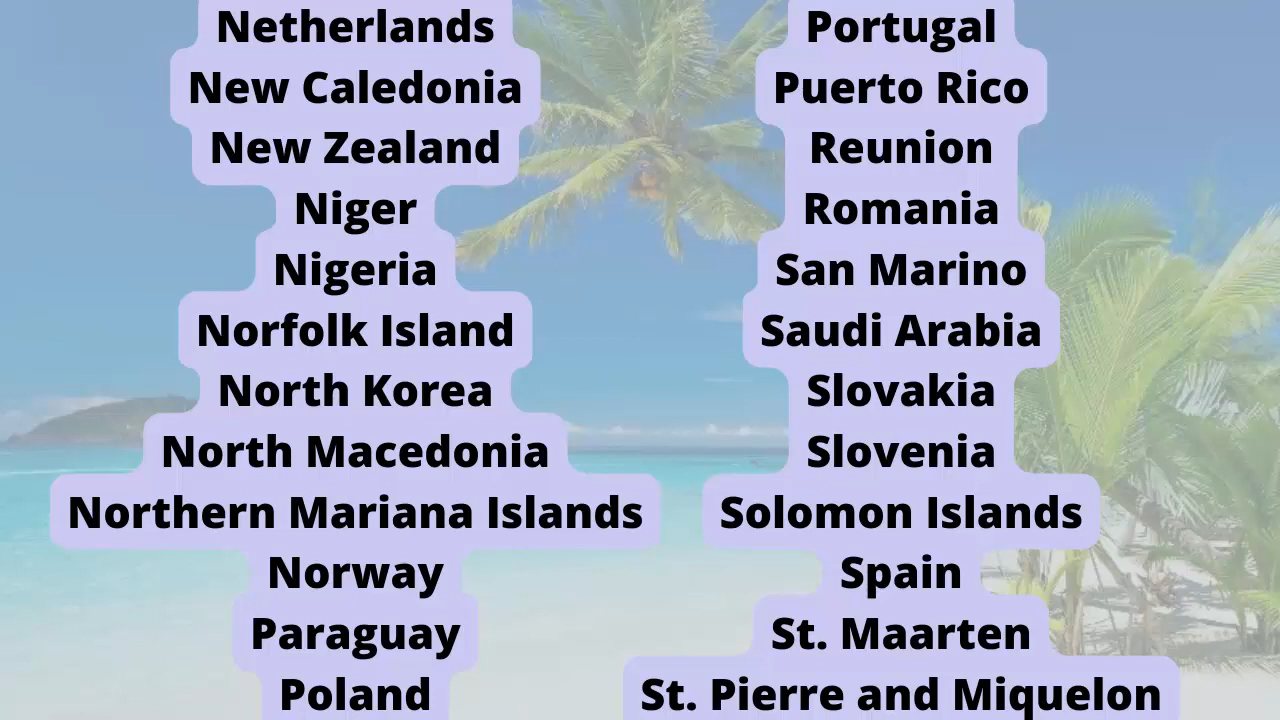 Netherlands
New Caledonia
New Zealand
Niger
Nigeria
Norfolk Island
North Korea
North Macedonia
Northern Mariana Islands
Norway
Paraguay
Poland
Portugal
Puerto Rico
Reunion
Romania
San Marino
Saudi Arabia
Slovakia
Slovenia
Solomon Islands
Spain
St. Maarten
St. Pierre and Miquelon